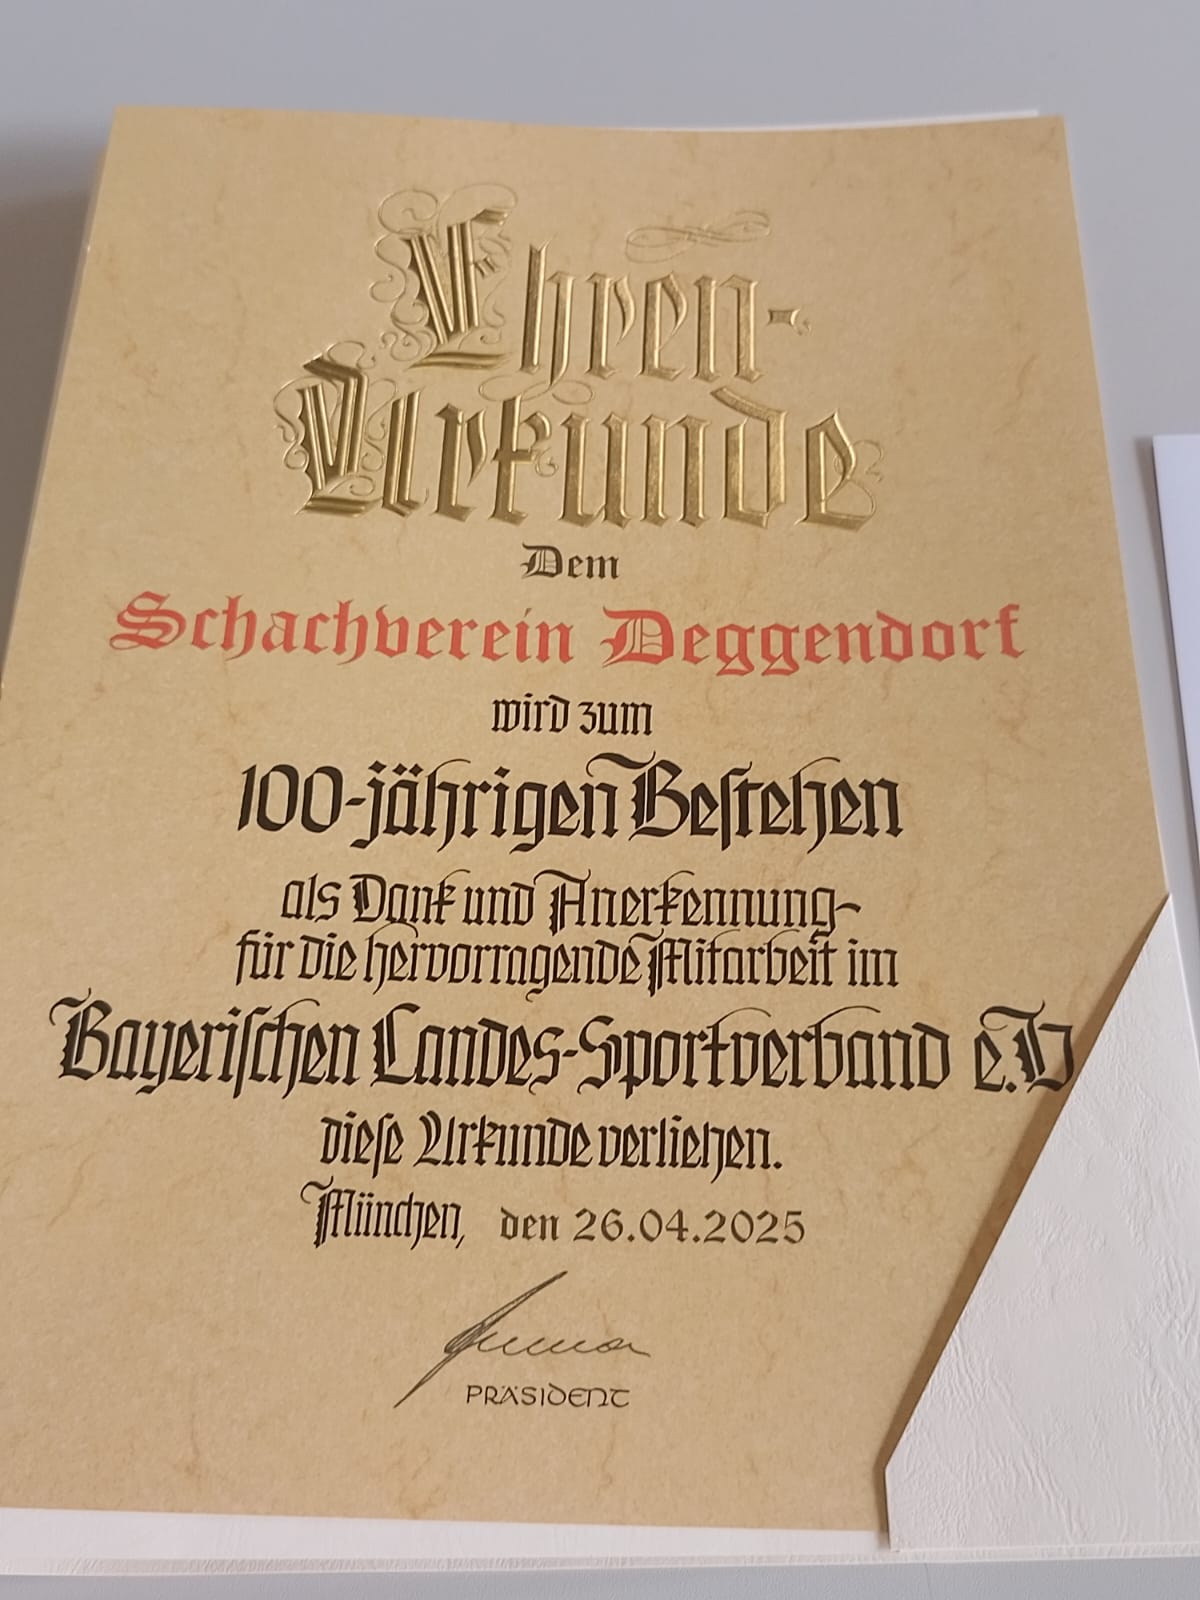 Ehren-
Urkunde
Dem
Schachverein Deggendorf
wird zum
100-jährigen Bestehen
als Dank und Anerkennung
für die hervorragende Mitarbeit im
Bayerischen Landes-Sportverband e.V
diese Urkunde verliehen.
München, den 26.04.2025
PRÄSIDENT